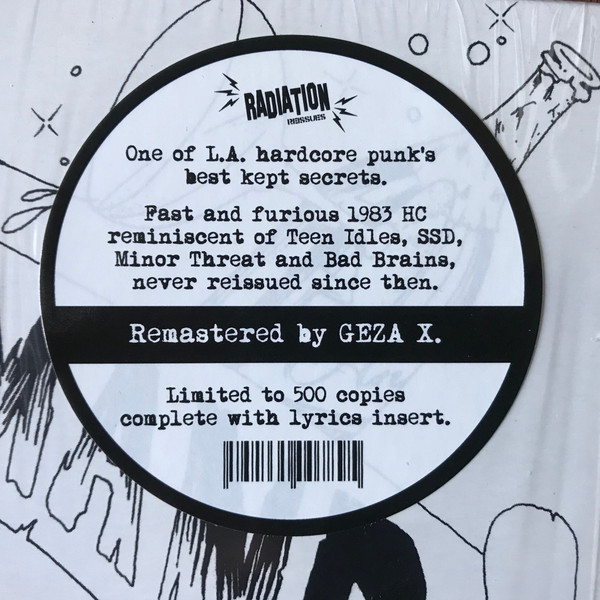 RADIATION
REISSUES
One of L.A. hardcore punk's
best kept secrets.
Fast and furious 1983 HC
reminiscent of Teen Idles, SSD,
Minor Threat and Bad Brains,
never reissued since then.
Remastered by GEZA X.
Limited to 500 copies
complete with lyrics insert.